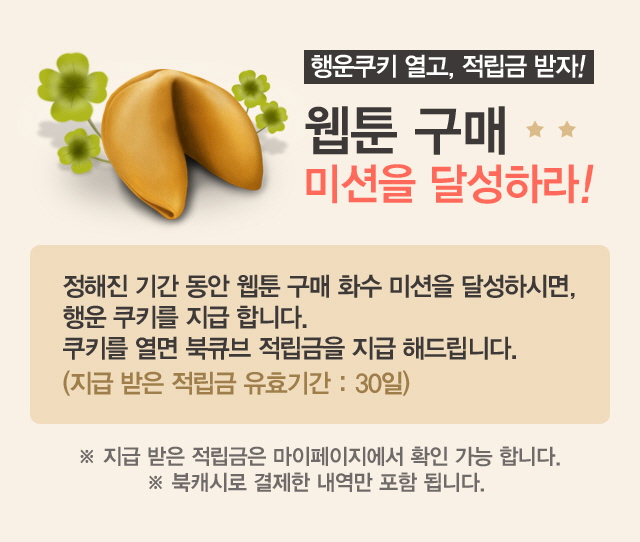 행운쿠키 열고, 적립금 받자!
웹툰 구매
미션을 달성하라!
정해진 기간 동안 웹툰 구매 화수 미션을 달성하시면,
행운 쿠키를 지급 합니다.
쿠키를 열면 북큐브 적립금을 지급 해드립니다.
(지급 받은 적립금 유효기간 : 30일)
※ 지급 받은 적립금은 마이페이지에서 확인 가능 합니다.
※ 북캐시로 결제한 내역만 포함 됩니다.